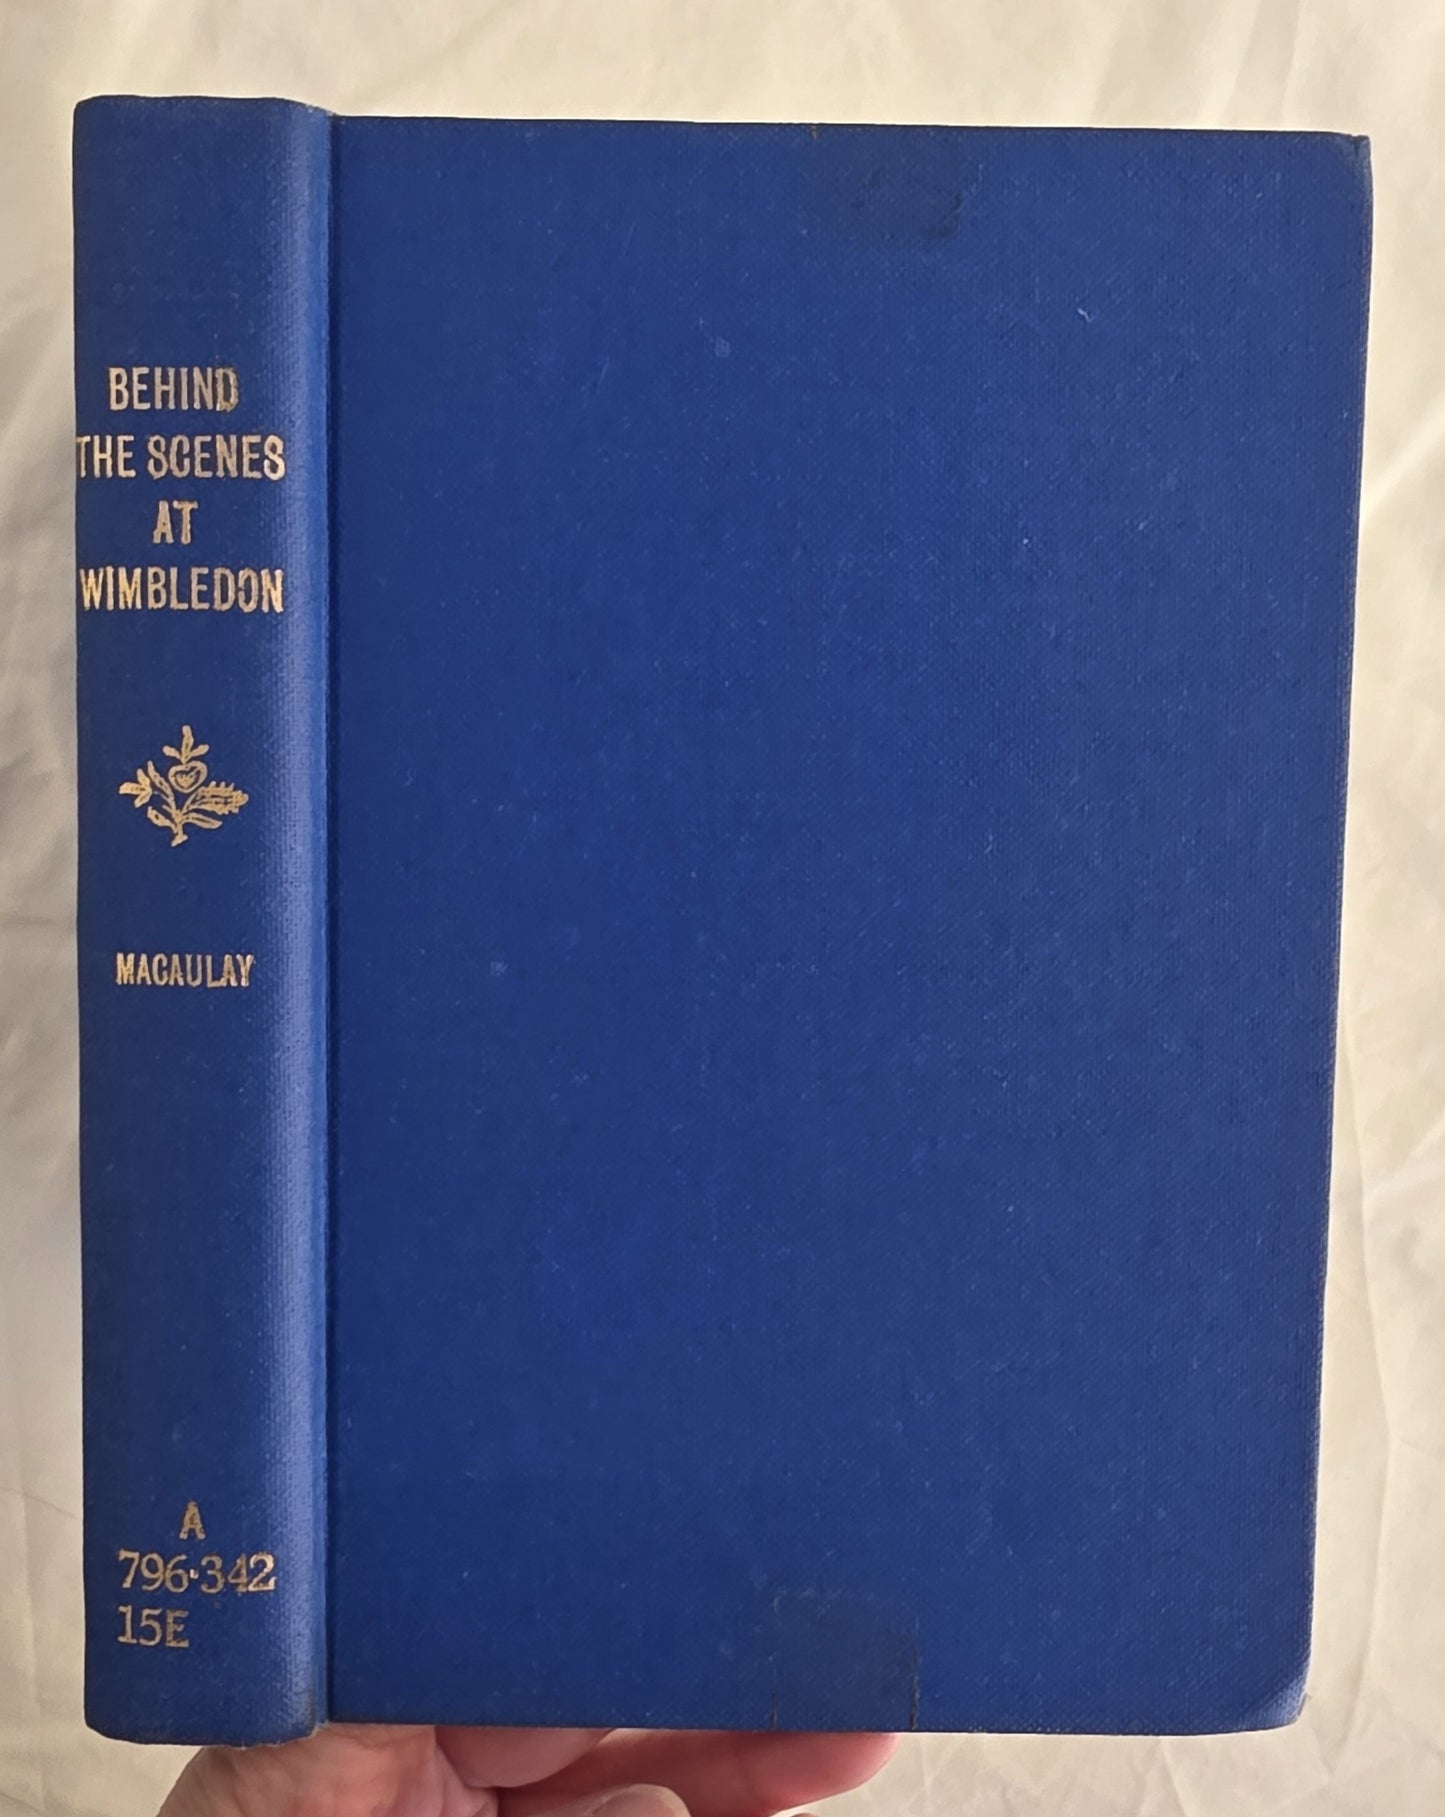 BEHIND
THE SCENES
AT
WIMBLEDON
MACAULAY
A
796·342
15E